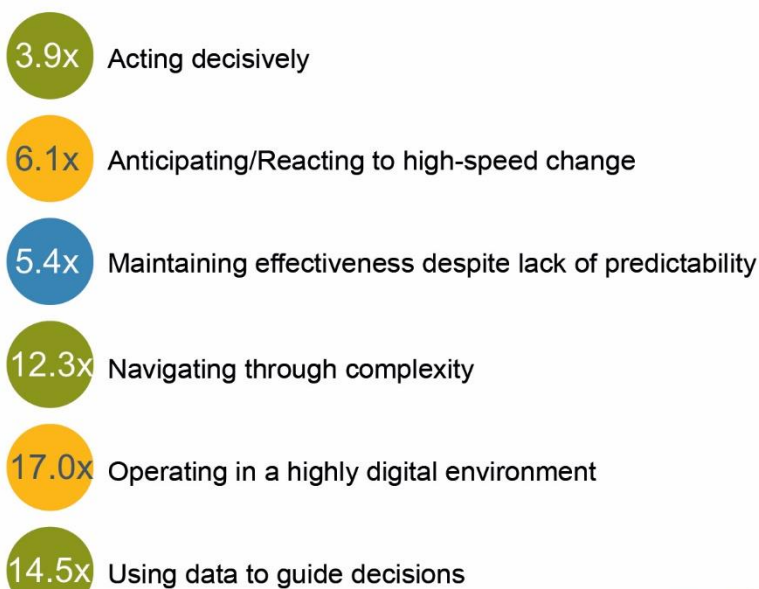 3.9x Acting decisively
6.1x Anticipating/Reacting to high-speed change
5.4x Maintaining effectiveness despite lack of predictability
12.3x Navigating through complexity
17.0x Operating in a highly digital environment
14.5x Using data to guide decisions